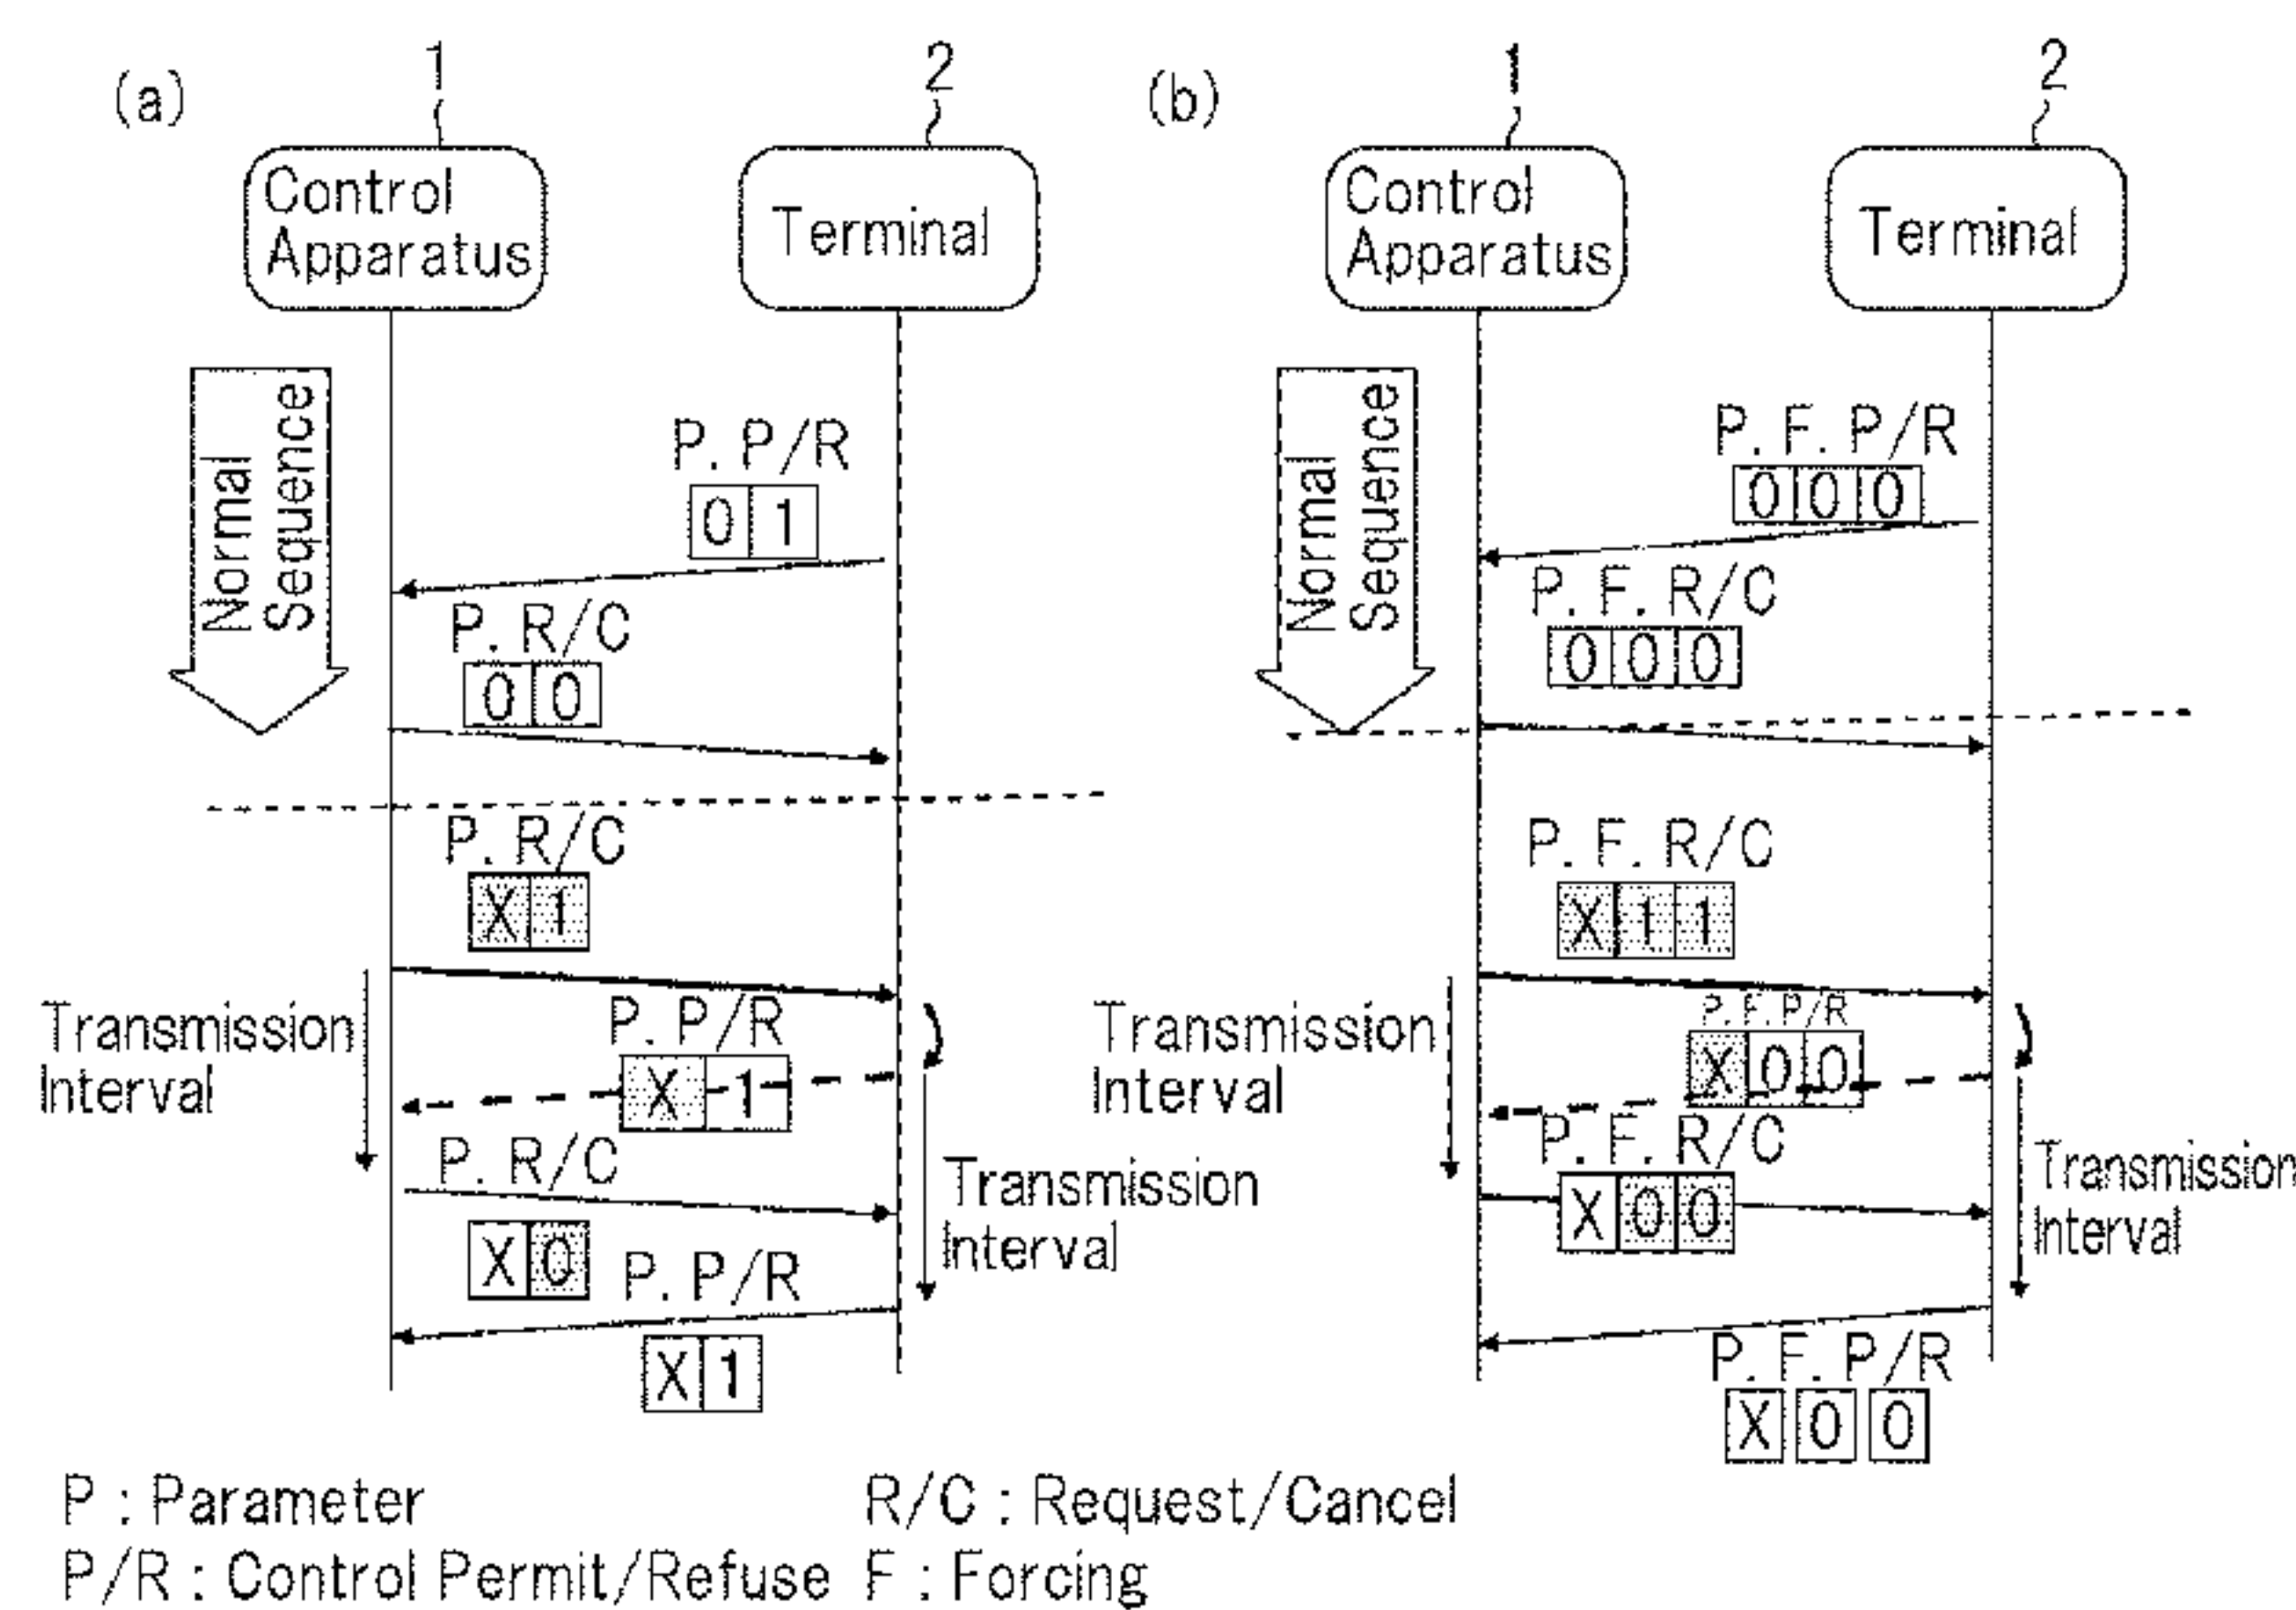 (a)
1
2
Control
Apparatus
Terminal
Normal
Sequence
P. P/R
0 1
P. R/C
0 0
P. R/C
X 1
Transmission
Interval
P. P/R
X 1
P. R/C
X 0
Transmission
Interval
P. P/R
X 1
(b)
1
2
Control
Apparatus
Terminal
Normal
Sequence
P. F. P/R
0 0 0
P. F. R/C
0 0 0
P. F. R/C
X 1 1
Transmission
Interval
P. F. P/R
X 0 0
P. F. R/C
X 0 0
Transmission
Interval
P. F. P/R
X 0 0
P : Parameter
R/C : Request/Cancel
P/R : Control Permit/Refuse
F : Forcing